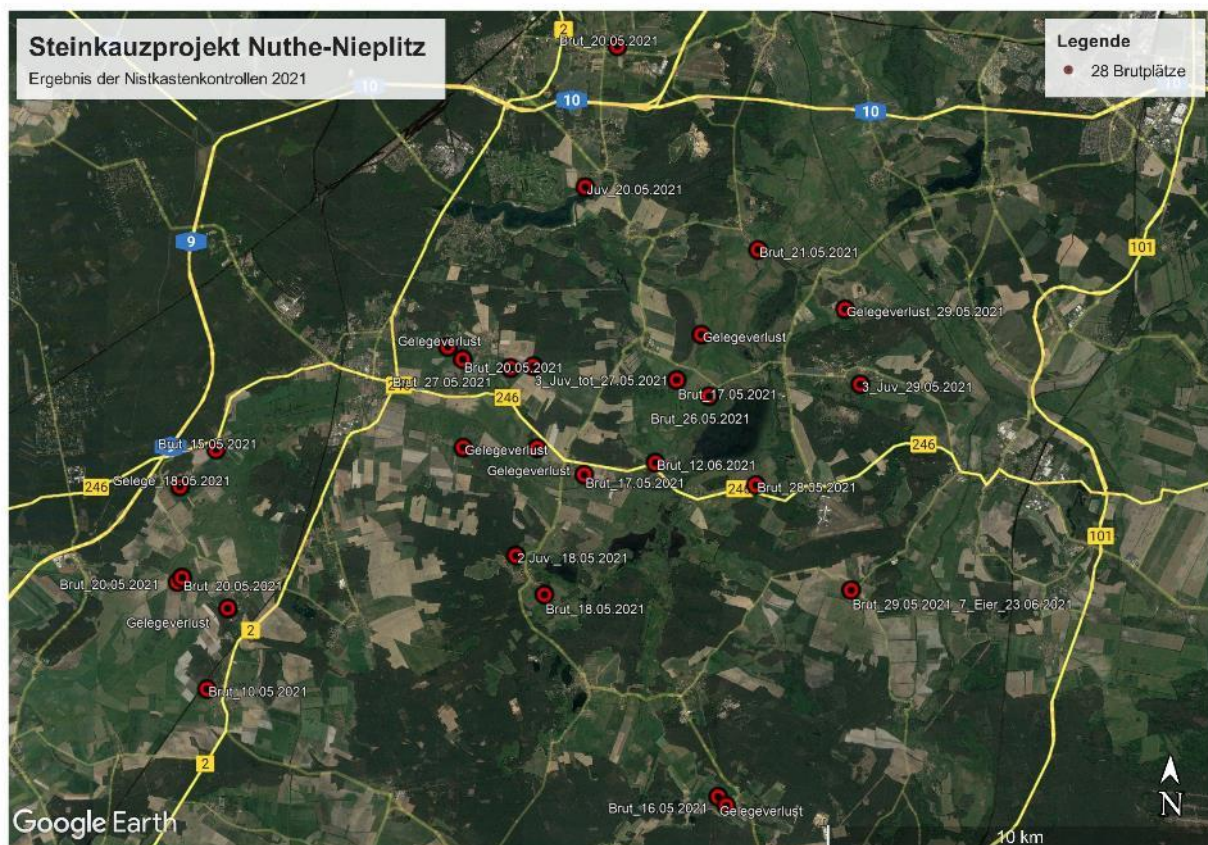 Steinkauzprojekt Nuthe-Nieplitz
Ergebnis der Nistkastenkontrollen 2021
Legende
28 Brutplätze
2
Brut_20.05.2021
10
10
10
10
Juv_20.05.2021
9
101
Brut_21.05.2021
Gelegeverlust_29.05.2021
Gelegeverlust
Gelegeverlust
Brut_20.05.2021
Brut_27.05.2021
3_Juv_tot_27.05.2021
Brut_17.05.2021
3_Juv_29.05.2021
246
Brut_26.05.2021
Brut_15.05.2021
Gelegeverlust
246
Gelegeverlust
Brut_12.06.2021
Gelege_18.05.2021
246
Brut_17.05.2021
246
Brut_28.05.2021
101
2 Juv_18.05.2021
Brut_20.05.2021
Brut_20.05.2021
Brut_18.05.2021
Brut_29.05.2021_7_Eier_23.06.2021
Gelegeverlust
2
Brut_10.05.2021
2
Brut_16.05.2021
Gelegeverlust
N
Google Earth
10 km